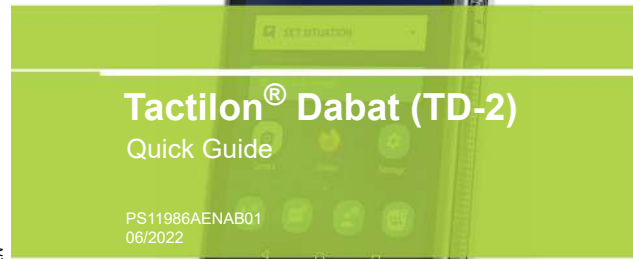 SET SITUATION
Tactilon® Dabat (TD-2)
Quick Guide
PS11986AENAB01
06/2022